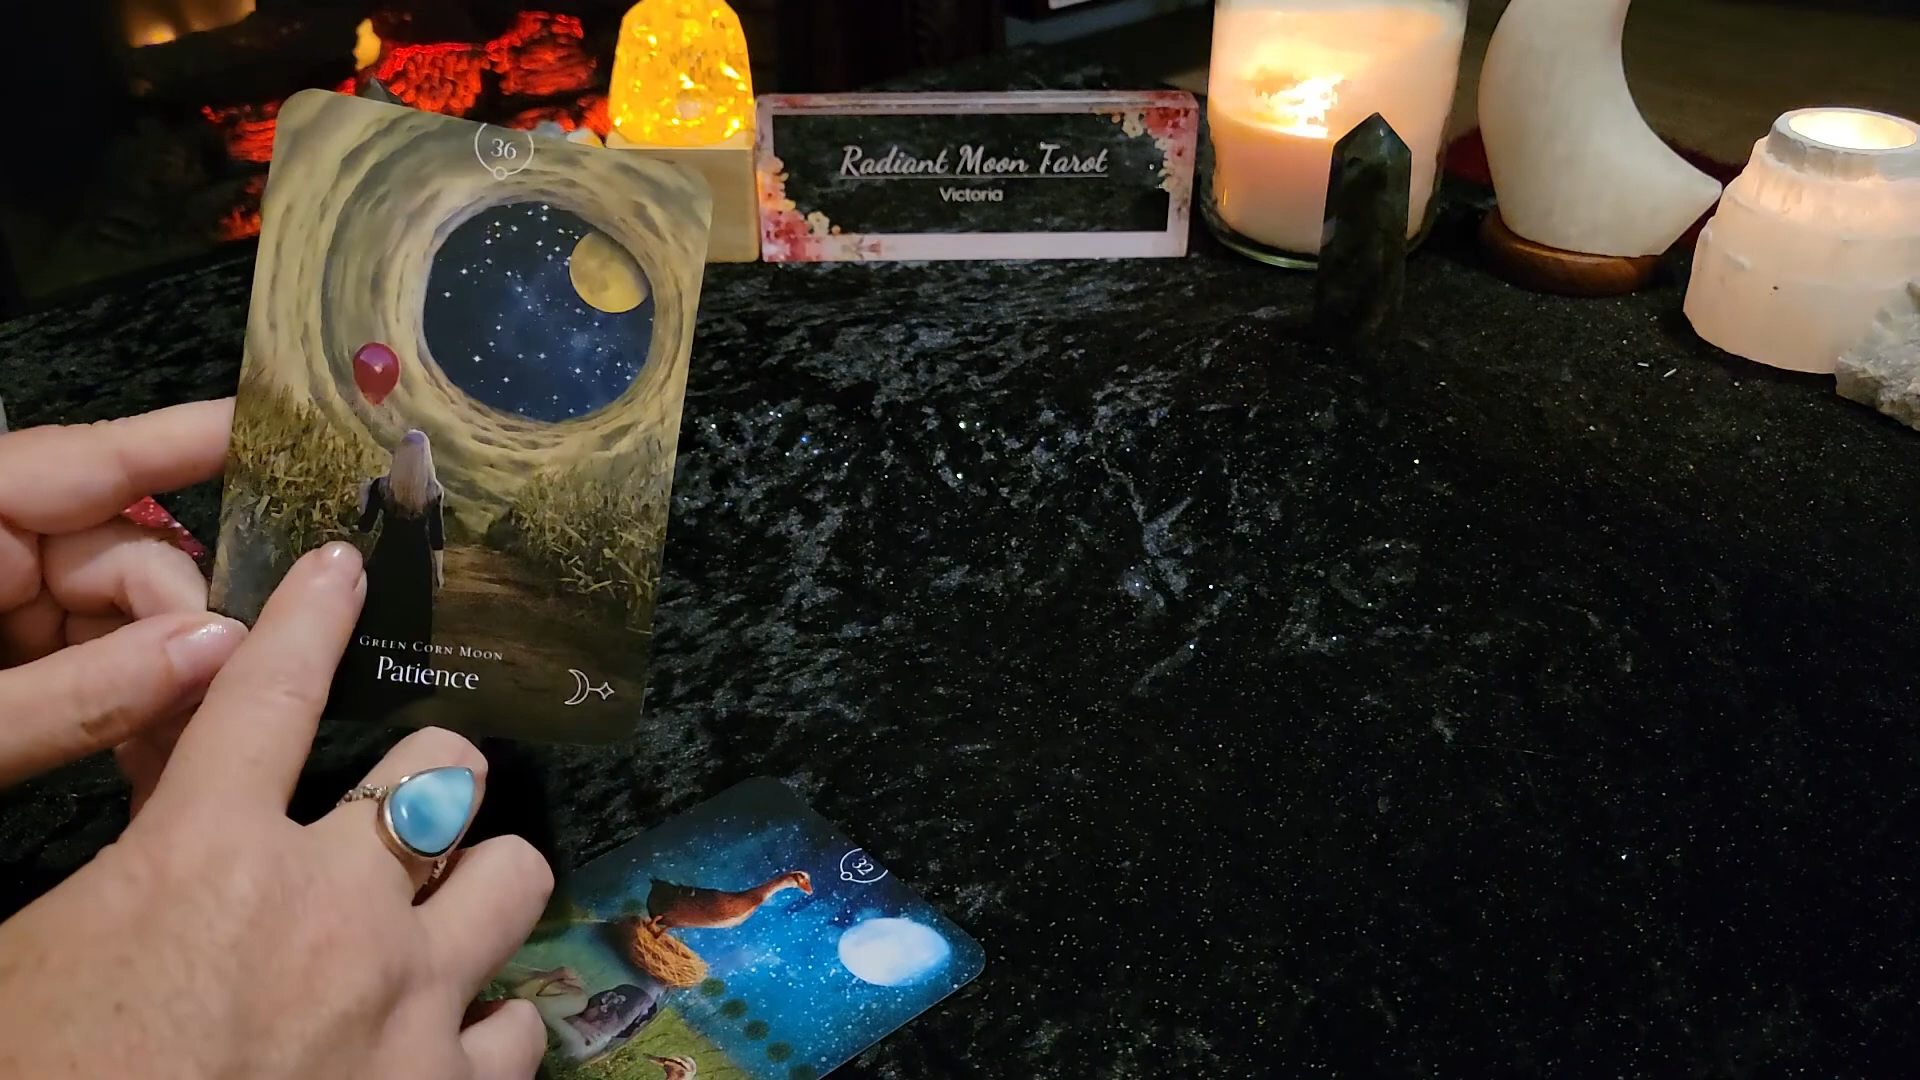 36
Radiant Moon Tarot
Victoria
GREEN CORN MOON
Patience
32